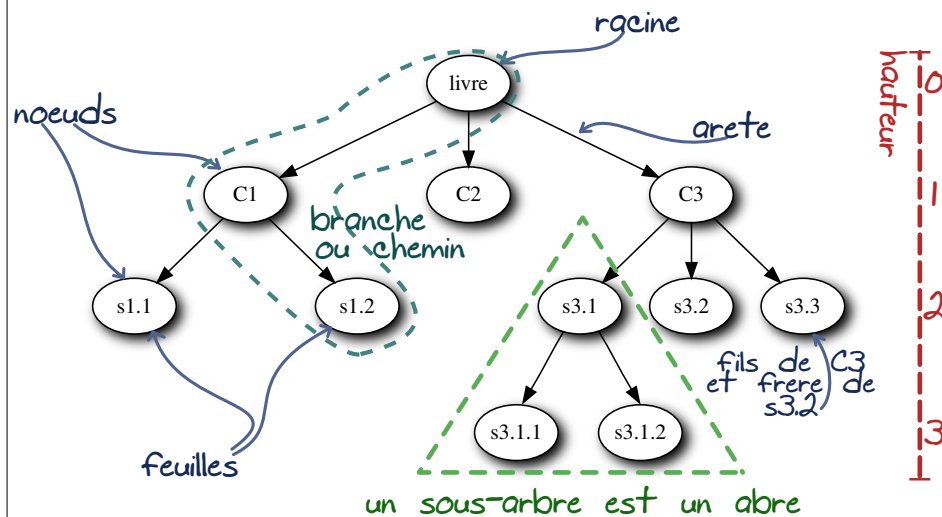 racine
livre
hauteur
0
noeuds
arete
C1
C2
C3
1
branche
ou chemin
s1.1
s1.2
s3.1
s3.2
s3.3
2
fils de C3
et frere de
s3.2
s3.1.1
s3.1.2
3
feuilles
un sous-arbre est un abre